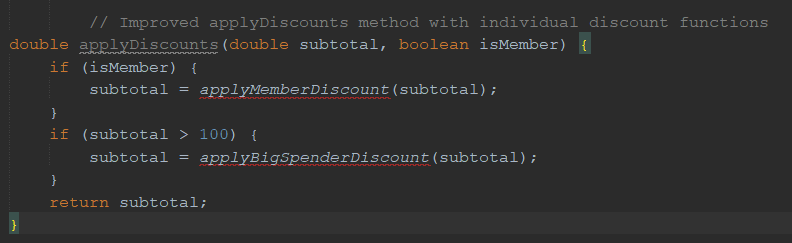 // Improved applyDiscounts method with individual discount functions
double applyDiscounts(double subtotal, boolean isMember) {
if (isMember) {
subtotal = applyMemberDiscount(subtotal);
}
if (subtotal > 100) {
subtotal = applyBigSpenderDiscount(subtotal);
}
return subtotal;
}